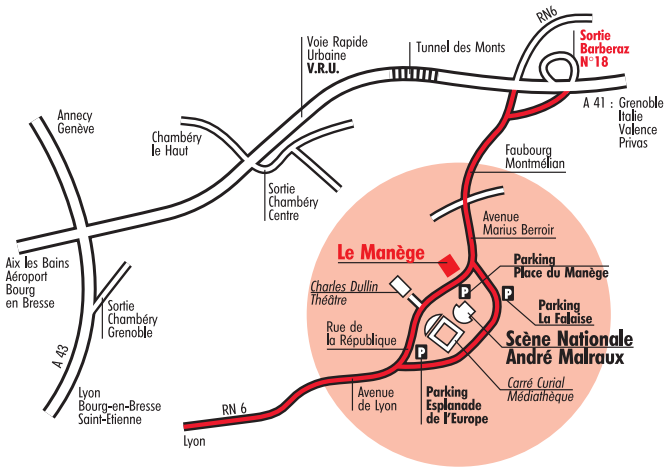 RN6
Sortie
Barberaz
N°18
Voie Rapide
Urbaine
V.R.U.
Tunnel des Monts
A 41 : Grenoble
Italie
Valence
Privas
Annecy
Genève
Chambéry
le Haut
Faubourg
Montmélian
Sortie
Chambéry
Centre
Avenue
Marius Berroir
Aix les Bains
Aéroport
Bourg
en Bresse
Le Manège
Parking
Place du Manège
P
P
Charles Dullin
Théâtre
Parking
La Falaise
Sortie
Chambéry
Grenoble
Rue de
la République
Scène Nationale
André Malraux
P
A 43
Carré Curial
Médiathèque
Lyon
Bourg-en-Bresse
Saint-Etienne
Avenue
de Lyon
Parking
Esplanade
de l'Europe
RN 6
Lyon